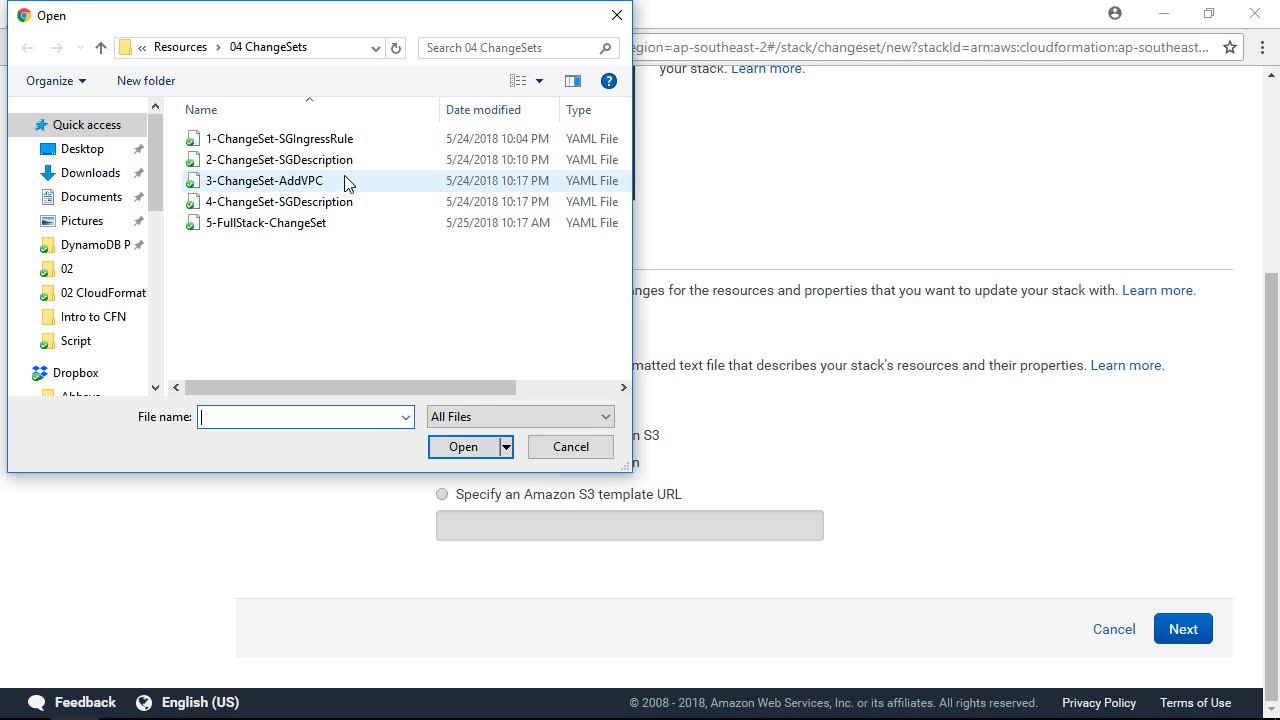 Open
Resources > 04 ChangeSets
Search 04 ChangeSets
egion=ap-southeast-2#/stack/changeset/new?stackId=arn:aws:cloudformation:ap-southeast...
your stack. Learn more.
Organize
New folder
Name
Date modified
Type
Quick access
Desktop
Downloads
Documents
Pictures
DynamoDB P
02
02 CloudFormat
Intro to CFN
Script
Dropbox
1-ChangeSet-SGIngressRule 5/24/2018 10:04 PM YAML File
2-ChangeSet-SGDescription 5/24/2018 10:10 PM YAML File
3-ChangeSet-AddVPC 5/24/2018 10:17 PM YAML File
4-ChangeSet-SGDescription 5/24/2018 10:17 PM YAML File
5-FullStack-ChangeSet 5/25/2018 10:17 AM YAML File
File name:
All Files
Open
Cancel
nges for the resources and properties that you want to update your stack with. Learn more.
matted text file that describes your stack's resources and their properties. Learn more.
n S3
n
Specify an Amazon S3 template URL
Cancel
Next
Feedback
English (US)
© 2008 - 2018, Amazon Web Services, Inc. or its affiliates. All rights reserved.
Privacy Policy
Terms of Use